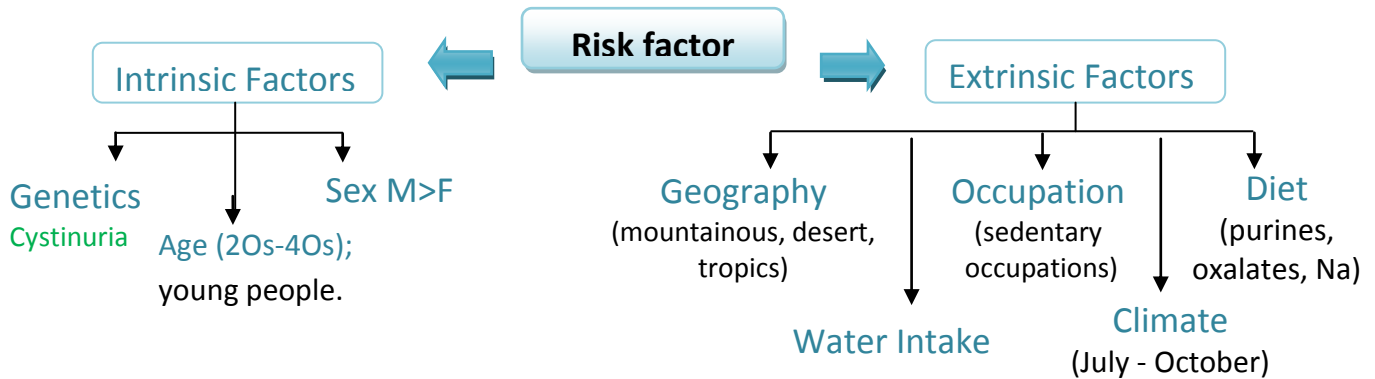 Risk factor
Intrinsic Factors
Genetics
Cystinuria
Age (2Os-4Os);
young people.
Sex M>F
Extrinsic Factors
Geography
(mountainous, desert,
tropics)
Water Intake
Occupation
(sedentary
occupations)
Climate
(July - October)
Diet
(purines,
oxalates, Na)